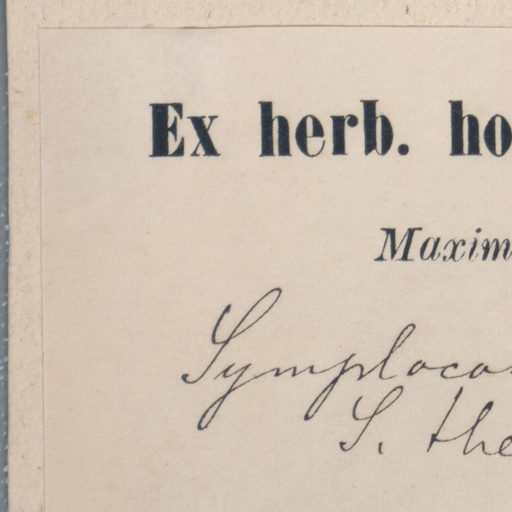 Ex herb. ho
Maxim
Symplocos
S. the